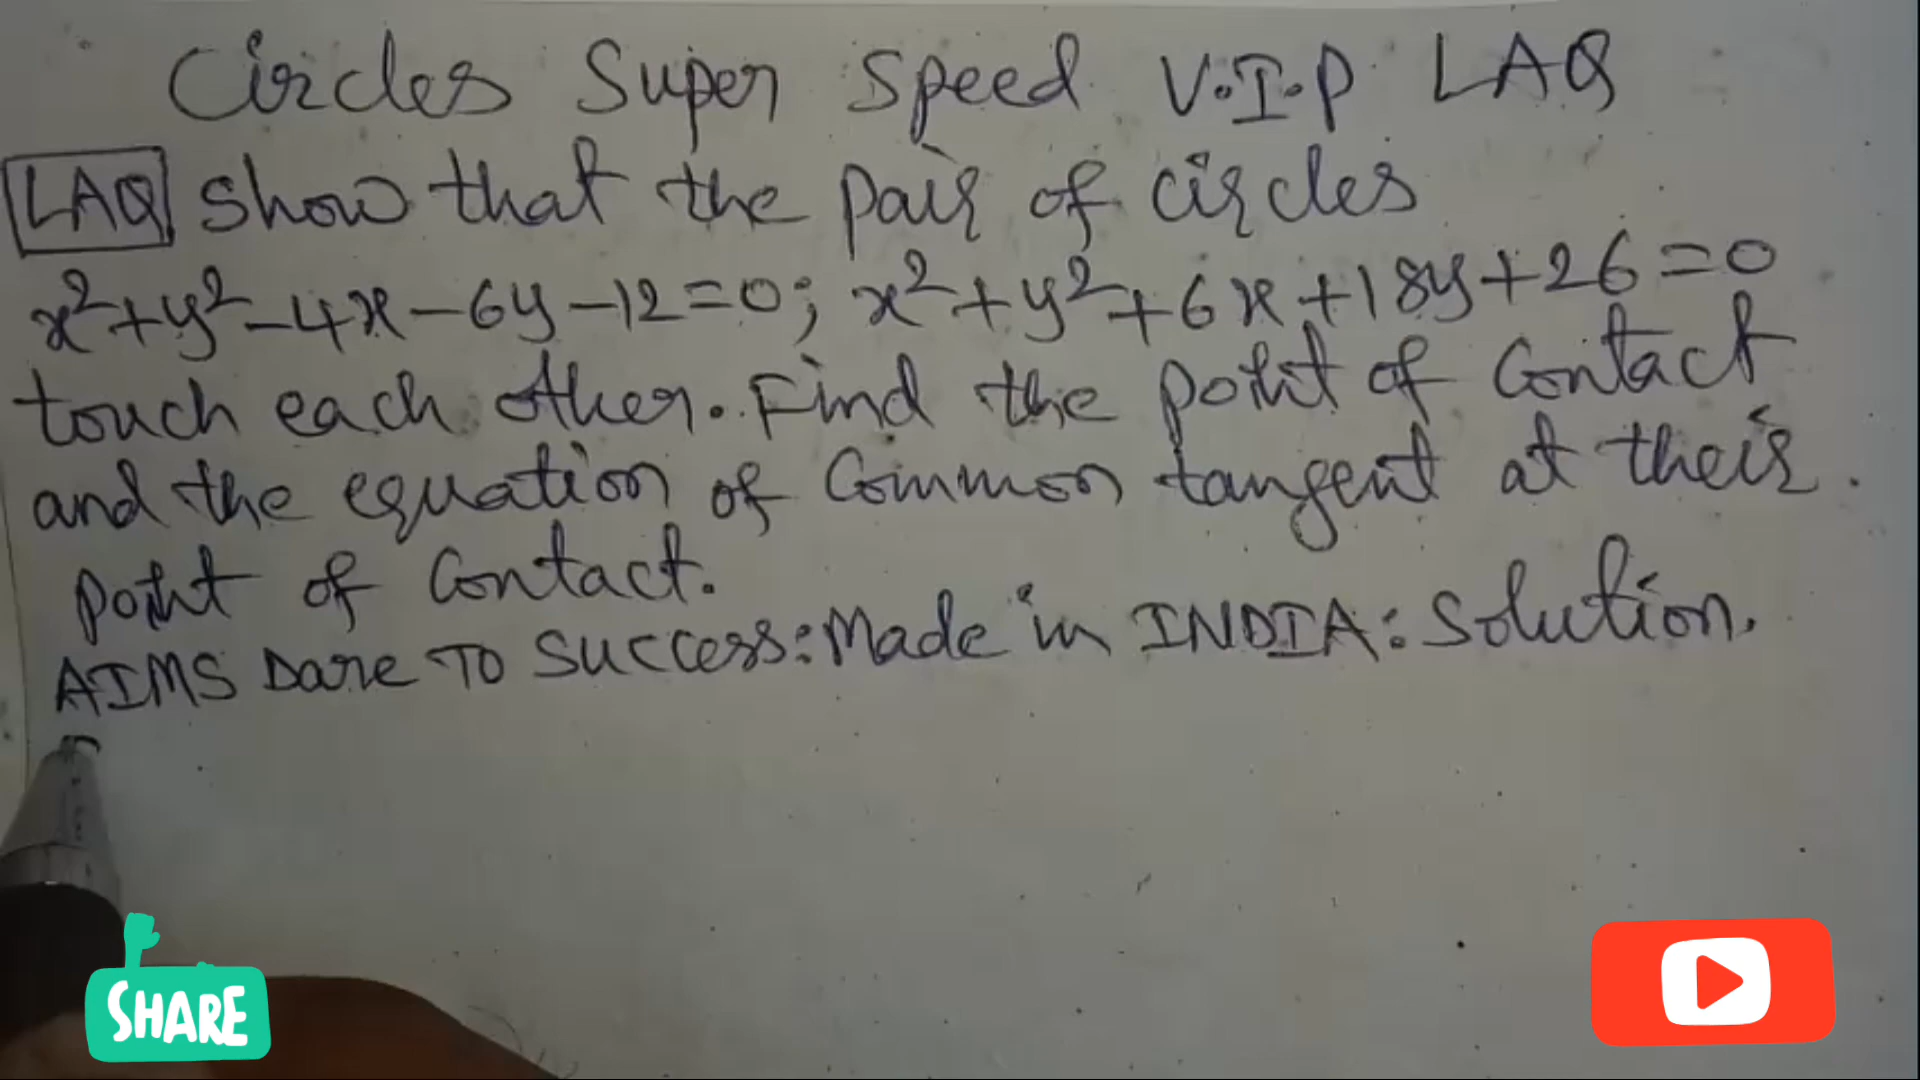 Circles Super Speed V.I.P LAQ
LAQ Show that the pair of circles
x²+y²-4x-6y-12=0; x²+y²+6x+18y+26=0
touch each other. Find the point of Contact
and the equation of Common tangent at their
point of Contact.
AIMS Dare TO Success: Made in INDIA: Solution.
SHARE